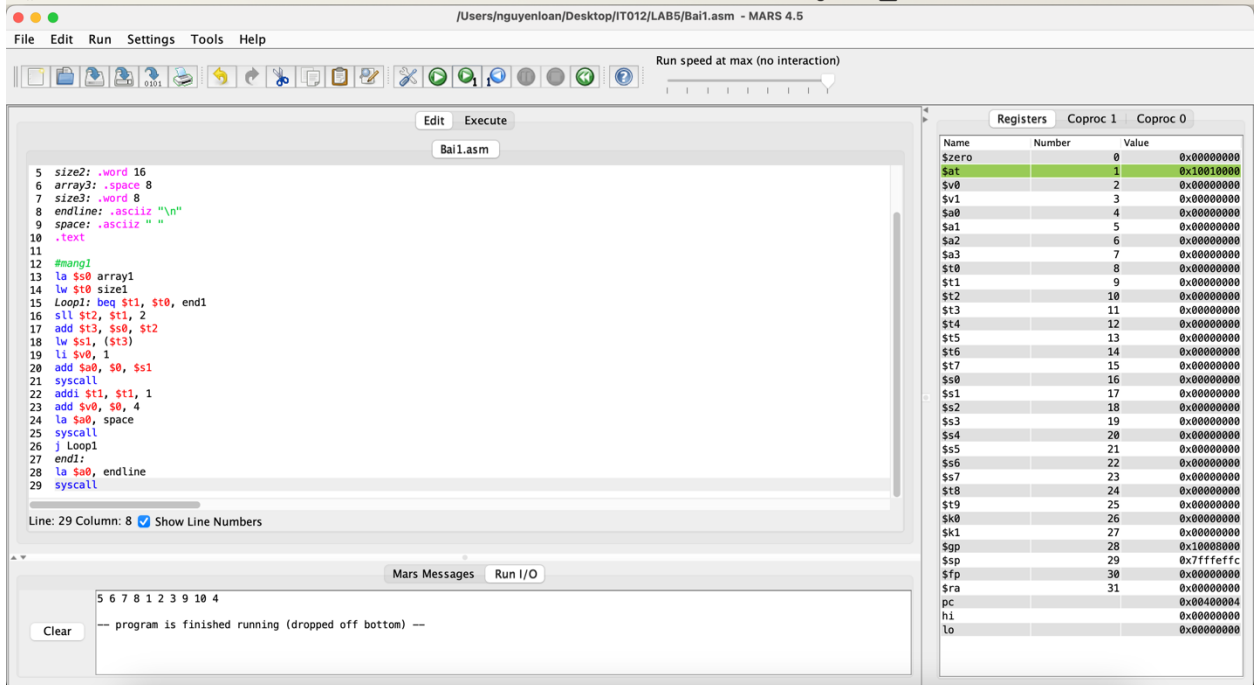 /Users/nguyenloan/Desktop/IT012/LAB5/Bai1.asm - MARS 4.5
File Edit Run Settings Tools Help
Run speed at max (no interaction)
Edit Execute
Bai1.asm
5 size2: .word 16
6 array3: .space 8
7 size3: .word 8
8 endline: .asciiz "\n"
9 space: .asciiz " "
10 .text
11
12 #mang1
13 la $s0 array1
14 lw $t0 size1
15 Loop1: beq $t1, $t0, end1
16 sll $t2, $t1, 2
17 add $t3, $s0, $t2
18 lw $s1, ($t3)
19 li $v0, 1
20 add $a0, $0, $s1
21 syscall
22 addi $t1, $t1, 1
23 add $v0, $0, 4
24 la $a0, space
25 syscall
26 j Loop1
27 end1:
28 la $a0, endline
29 syscall
Line: 29 Column: 8 Show Line Numbers
Mars Messages Run I/O
5 6 7 8 1 2 3 9 10 4
-- program is finished running (dropped off bottom) --
Clear
Registers Coproc 1 Coproc 0
Name Number Value
$zero 0 0x00000000
$at 1 0x10010000
$v0 2 0x00000000
$v1 3 0x00000000
$a0 4 0x00000000
$a1 5 0x00000000
$a2 6 0x00000000
$a3 7 0x00000000
$t0 8 0x00000000
$t1 9 0x00000000
$t2 10 0x00000000
$t3 11 0x00000000
$t4 12 0x00000000
$t5 13 0x00000000
$t6 14 0x00000000
$t7 15 0x00000000
$s0 16 0x00000000
$s1 17 0x00000000
$s2 18 0x00000000
$s3 19 0x00000000
$s4 20 0x00000000
$s5 21 0x00000000
$s6 22 0x00000000
$s7 23 0x00000000
$t8 24 0x00000000
$t9 25 0x00000000
$k0 26 0x00000000
$k1 27 0x00000000
$gp 28 0x10008000
$sp 29 0x7fffeffc
$fp 30 0x00000000
$ra 31 0x00000000
pc 0x00400004
hi 0x00000000
lo 0x00000000